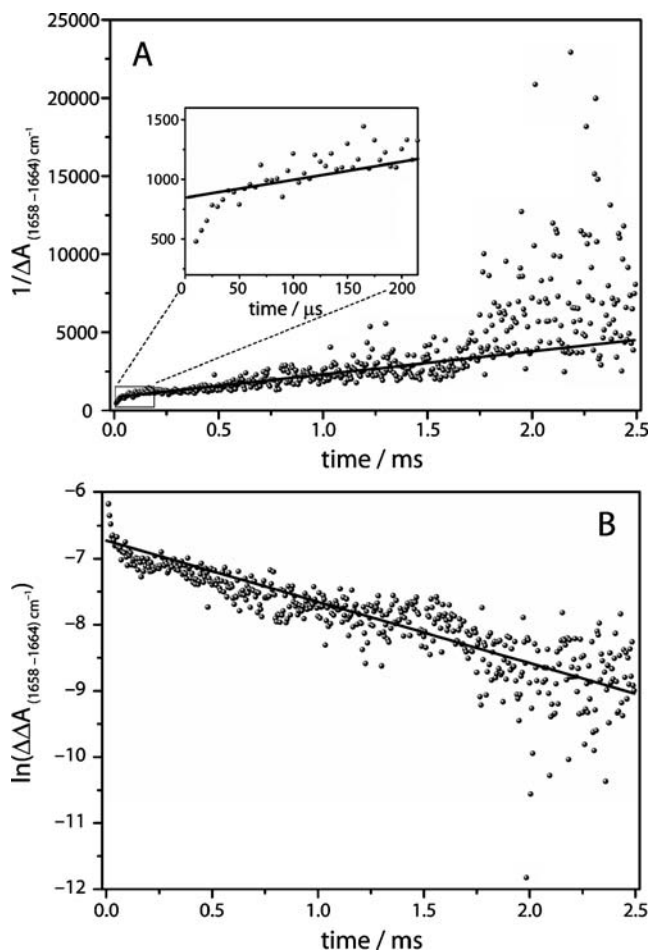 25000
A
20000
15000
10000
5000
0
1/ΔA (1658 –1664) cm⁻¹
1500
1000
500
0 50 100 150 200
time / μs
0.0 0.5 1.0 1.5 2.0 2.5
time / ms
−6
B
−7
−8
−9
−10
−11
−12
ln(ΔΔA (1658 –1664) cm⁻¹)
0.0 0.5 1.0 1.5 2.0 2.5
time / ms